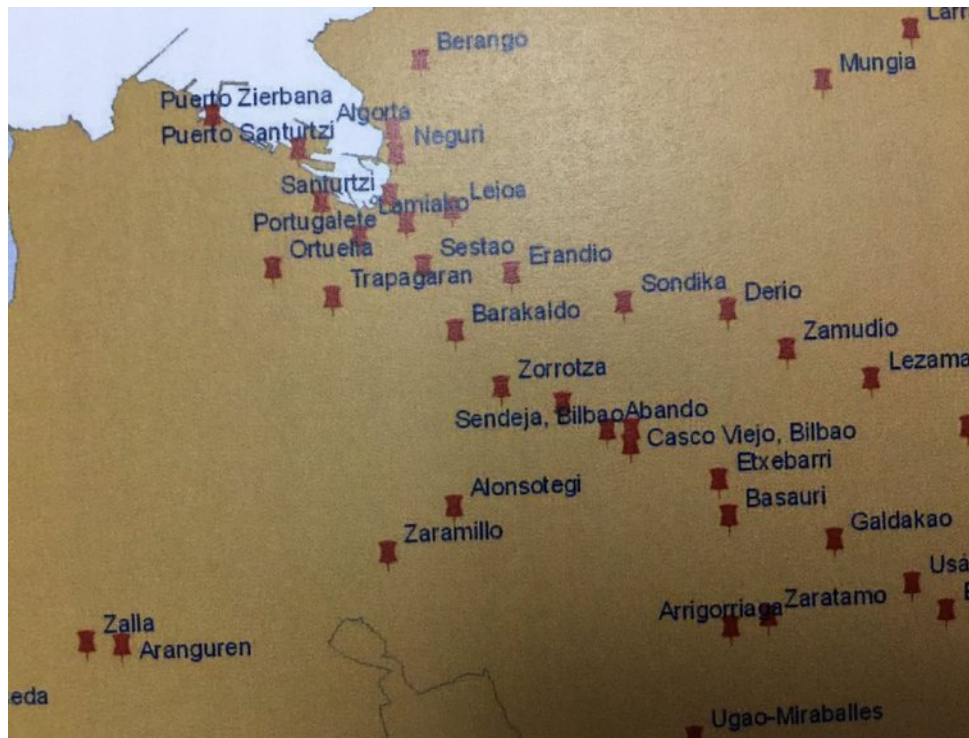 Larr
Berango
Mungia
Puerto Zierbana
Algorta
Puerto Santurtzi
Neguri
Santurtzi
Leioa
Lamiako
Portugalete
Ortuella
Sestao
Erandio
Trapagaran
Sondika
Derio
Barakaldo
Zamudio
Lezama
Zorrotza
Sendeja, Bilbao
Abando
Casco Viejo, Bilbao
Etxebarri
Alonsotegi
Basauri
Galdakao
Zaramillo
Usá
Zaratamo
Arrigorriaga
Zalla
Aranguren
eda
Ugao-Miraballes